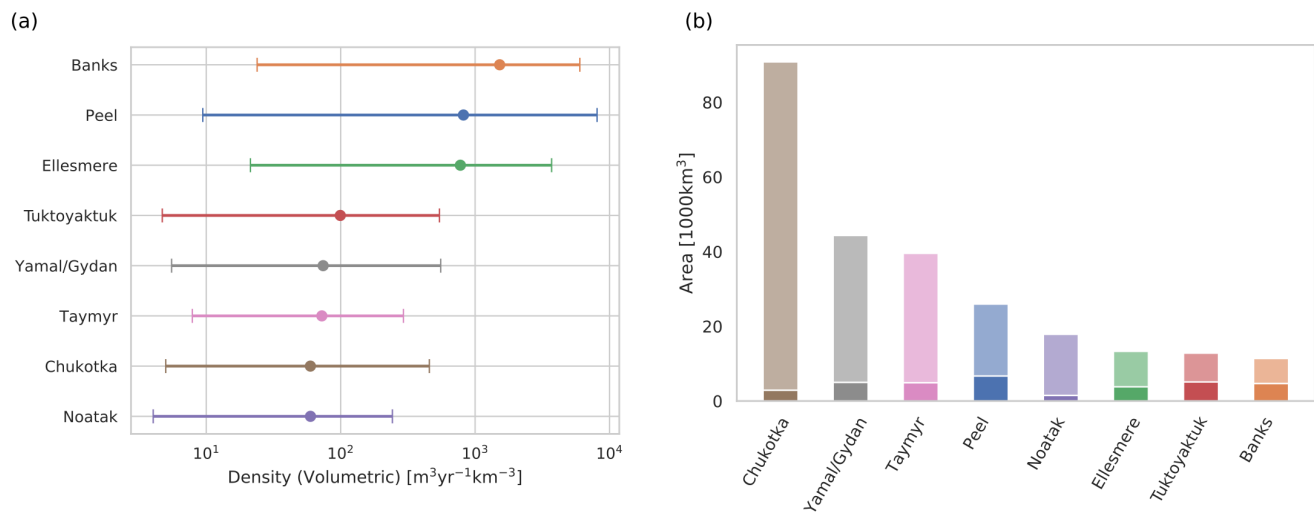 (a)
Banks
Peel
Ellesmere
Tuktoyaktuk
Yamal/Gydan
Taymyr
Chukotka
Noatak
10¹ 10² 10³ 10⁴
Density (Volumetric) [m³yr⁻¹km⁻³]
(b)
Area [1000km³]
80
60
40
20
0
Chukotka
Yamal/Gydan
Taymyr
Peel
Noatak
Ellesmere
Tuktoyaktuk
Banks